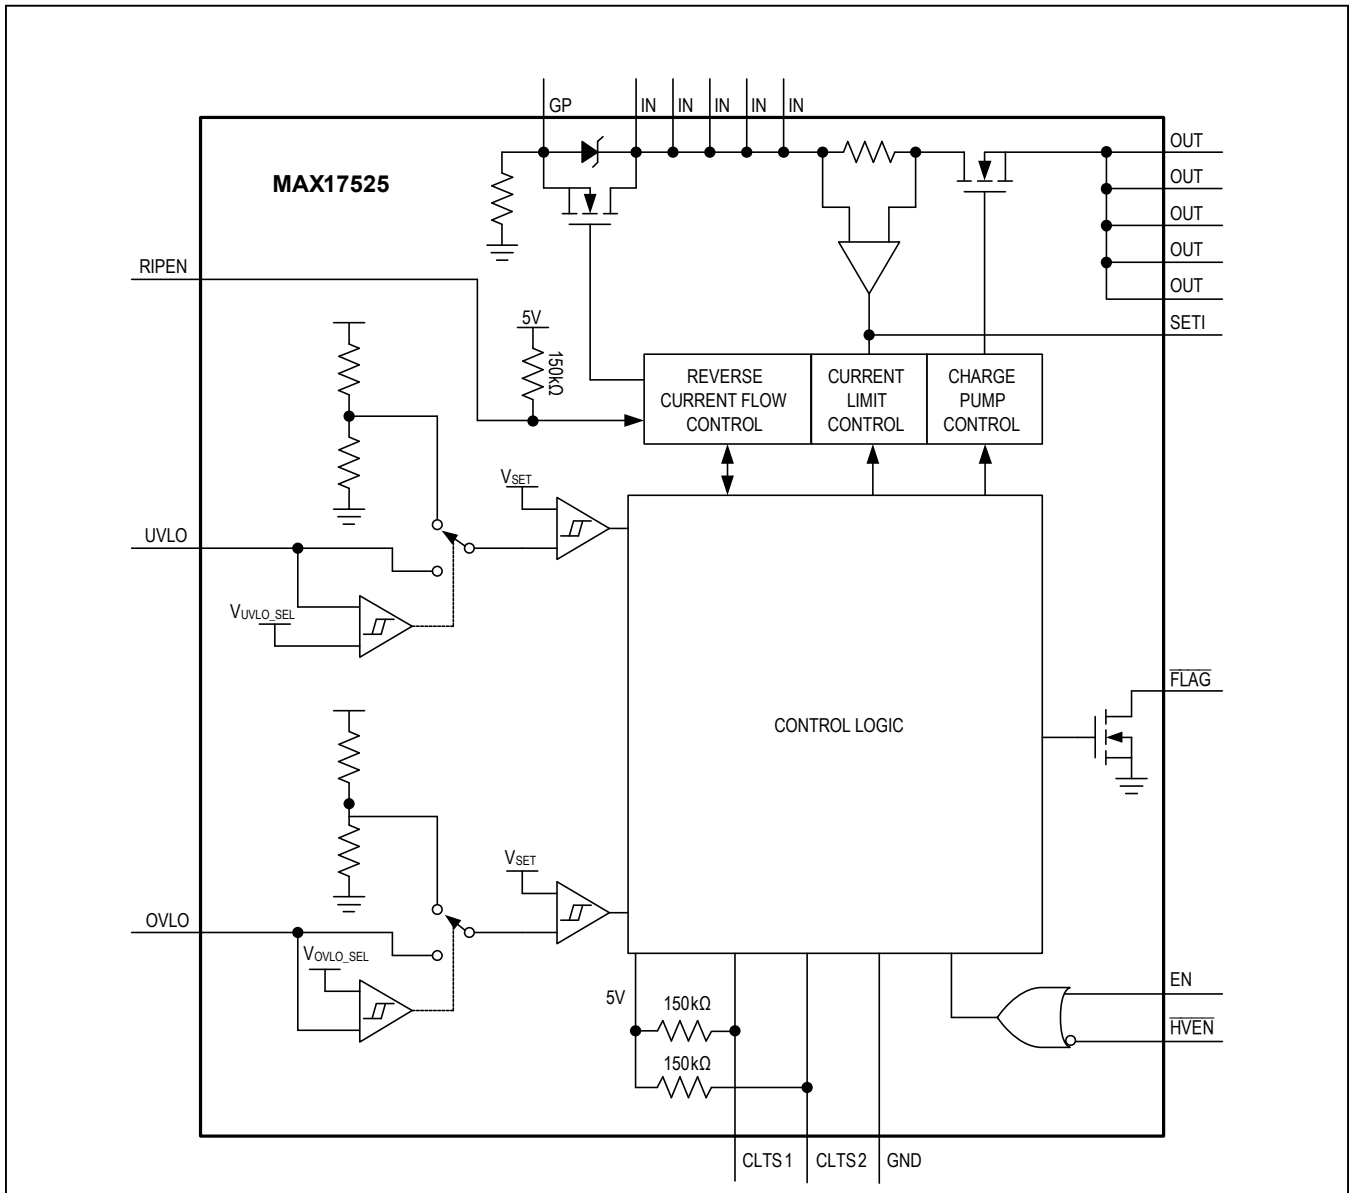 GP IN IN IN IN IN
MAX17525
OUT
OUT
OUT
OUT
OUT
RIPEN
SETI
5V
150kΩ
REVERSE
CURRENT FLOW
CONTROL
CURRENT
LIMIT
CONTROL
CHARGE
PUMP
CONTROL
VSET
UVLO
VUVLO_SEL
FLAG
CONTROL LOGIC
VSET
OVLO
VOVLO_SEL
5V
150kΩ
150kΩ
EN
HVEN
CLTS1 CLTS2 GND